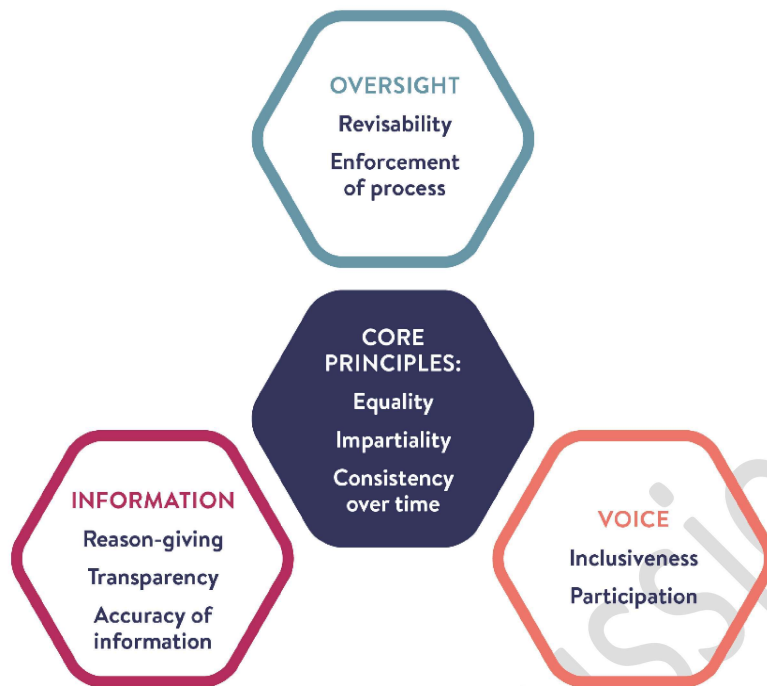 OVERSIGHT
Revisability
Enforcement
of process
CORE
PRINCIPLES:
Equality
Impartiality
Consistency
over time
INFORMATION
Reason-giving
Transparency
Accuracy of
information
VOICE
Inclusiveness
Participation